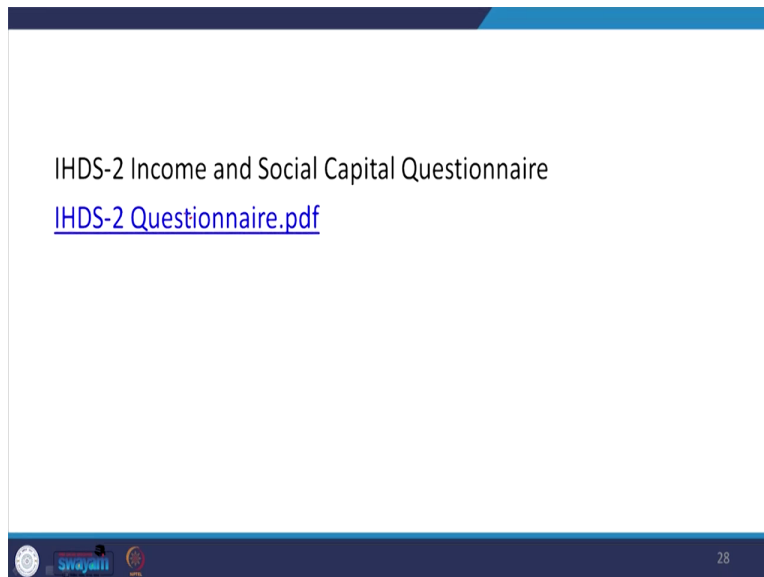 IHDS-2 Income and Social Capital Questionnaire
IHDS-2 Questionnaire.pdf
swayam
28